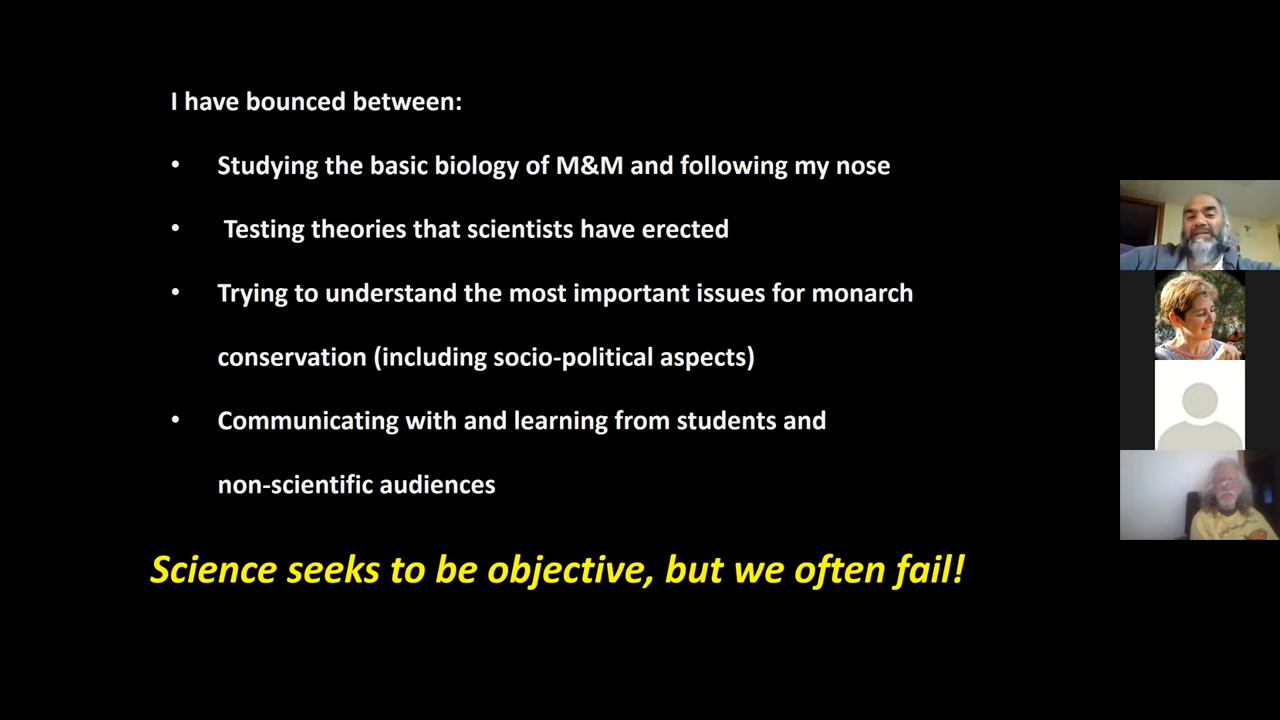 I have bounced between:
• Studying the basic biology of M&M and following my nose
• Testing theories that scientists have erected
• Trying to understand the most important issues for monarch
conservation (including socio-political aspects)
• Communicating with and learning from students and
non-scientific audiences
Science seeks to be objective, but we often fail!